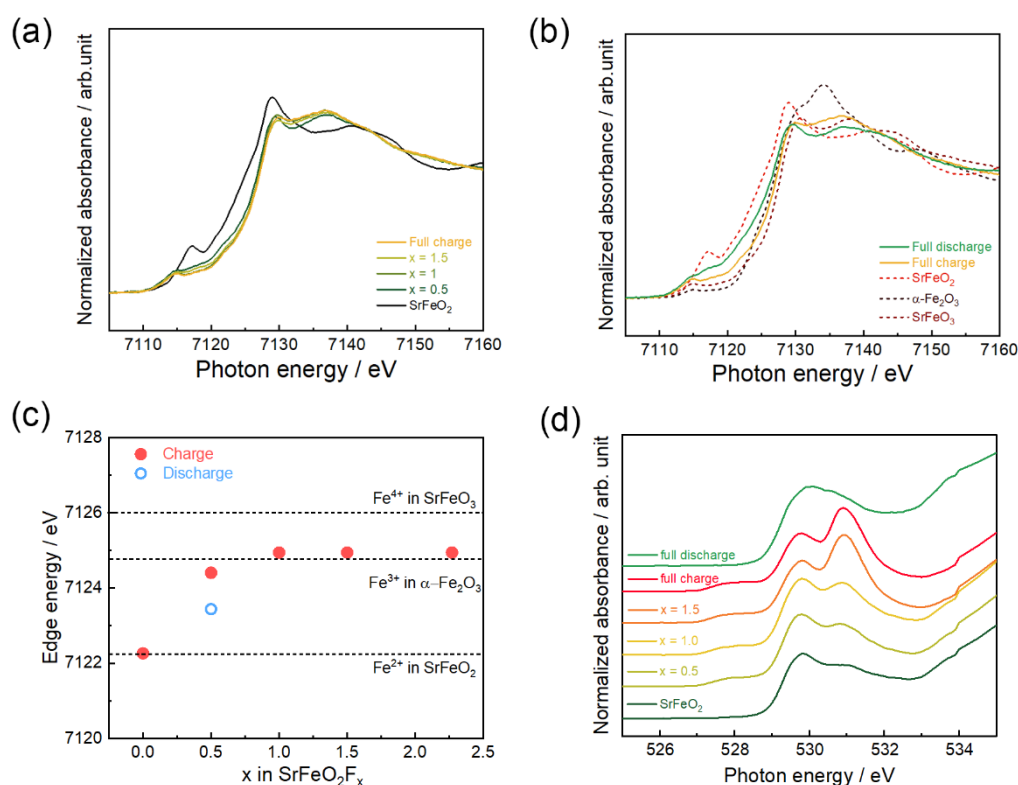 (a)
Normalized absorbance / arb.unit
Full charge
x = 1.5
x = 1
x = 0.5
SrFeO₂
7110 7120 7130 7140 7150 7160
Photon energy / eV
(b)
Normalized absorbance / arb.unit
Full discharge
Full charge
SrFeO₂
α-Fe₂O₃
SrFeO₃
7110 7120 7130 7140 7150 7160
Photon energy / eV
(c)
Edge energy / eV
7128
7126
7124
7122
7120
Charge
Discharge
Fe⁴⁺ in SrFeO₃
Fe³⁺ in α–Fe₂O₃
Fe²⁺ in SrFeO₂
0.0 0.5 1.0 1.5 2.0 2.5
x in SrFeO₂Fₓ
(d)
Normalized absorbance / arb. unit
full discharge
full charge
x = 1.5
x = 1.0
x = 0.5
SrFeO₂
526 528 530 532 534
Photon energy / eV